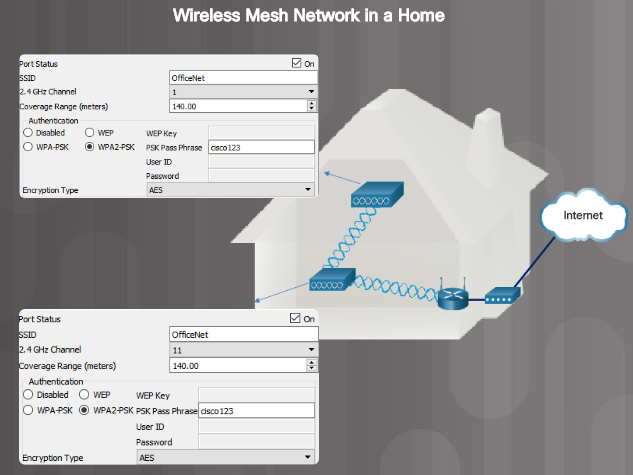 Wireless Mesh Network in a Home
Port Status On
SSID OfficeNet
2.4 GHz Channel 1
Coverage Range (meters) 140.00
Authentication
Disabled WEP WEP Key
WPA-PSK WPA2-PSK PSK Pass Phrase cisco123
User ID
Password
Encryption Type AES
Internet
Port Status On
SSID OfficeNet
2.4 GHz Channel 11
Coverage Range (meters) 140.00
Authentication
Disabled WEP WEP Key
WPA-PSK WPA2-PSK PSK Pass Phrase cisco123
User ID
Password
Encryption Type AES